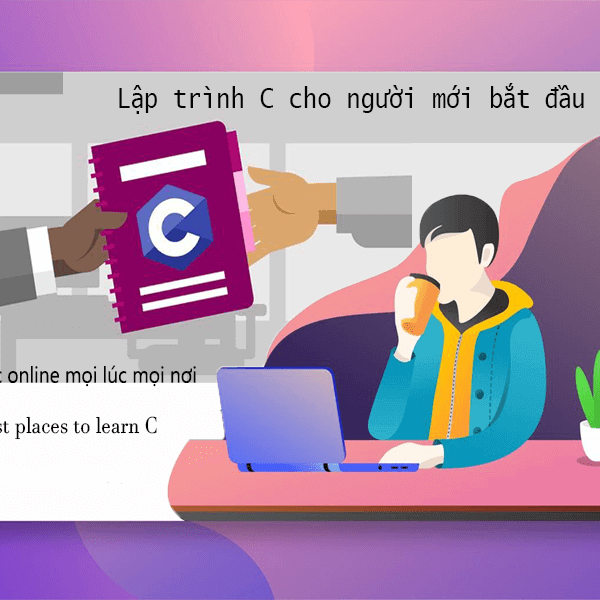 Lập trình C cho người mới bắt đầu
C
online mọi lúc mọi nơi
places to learn C